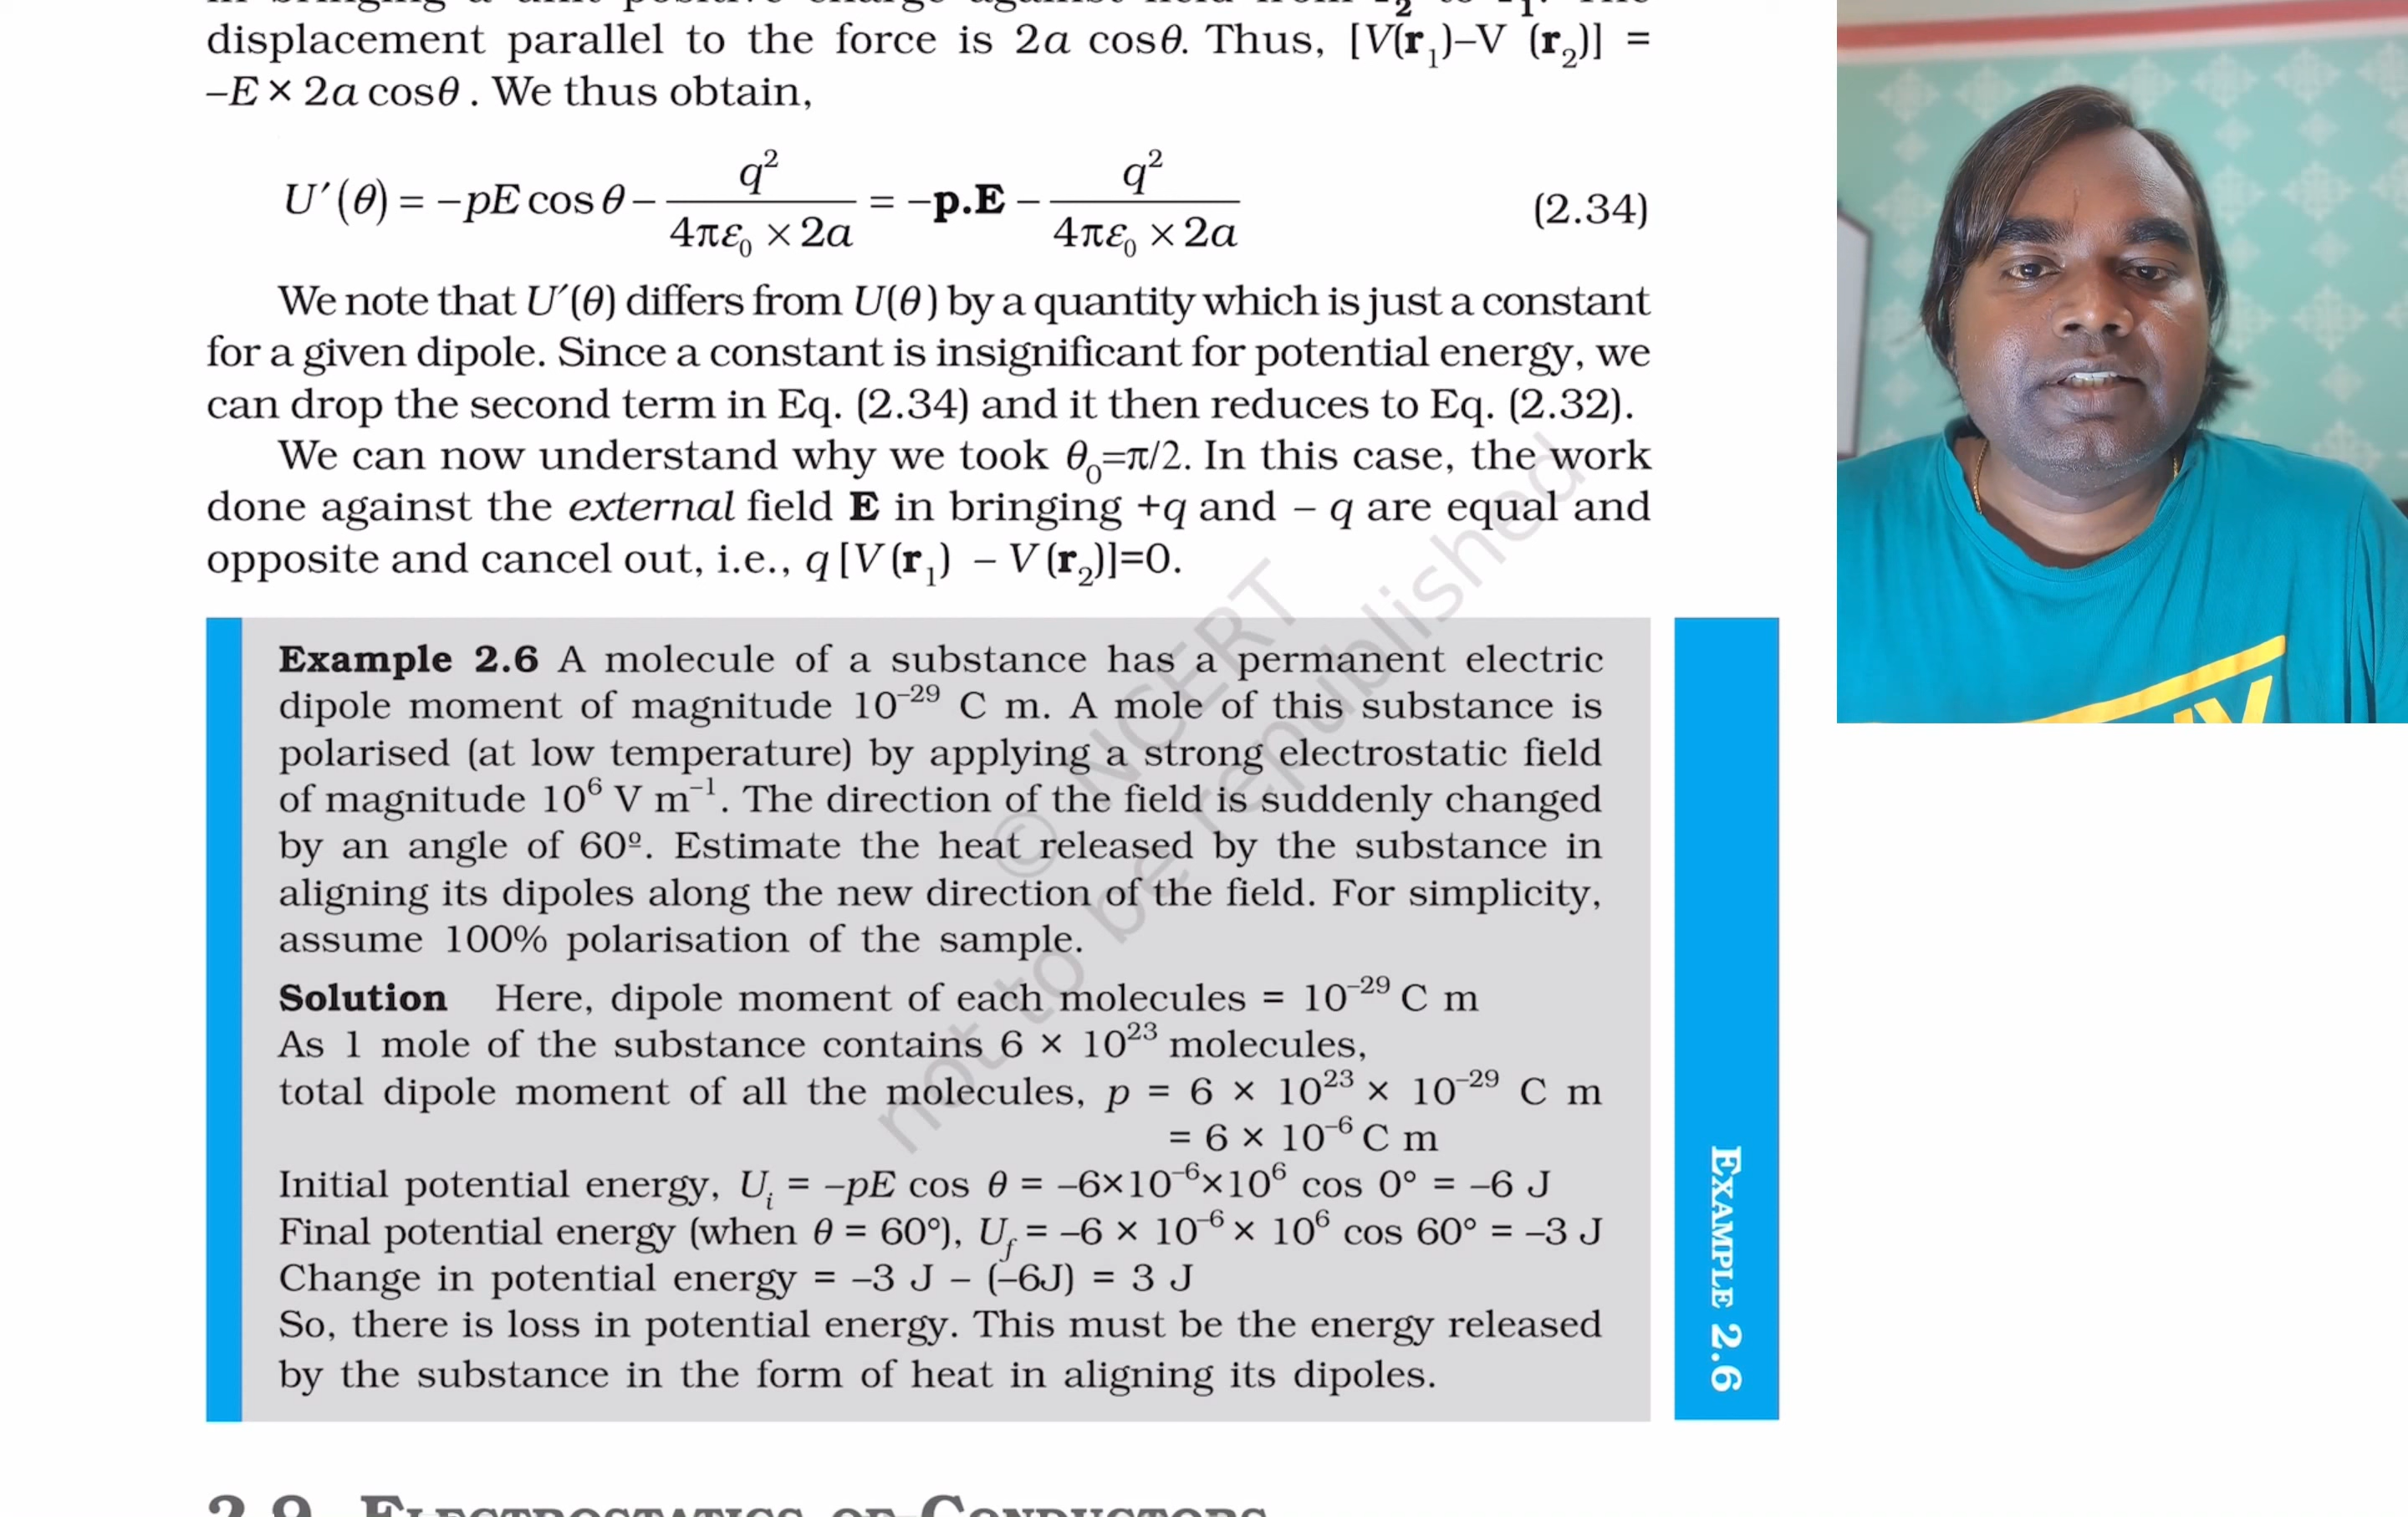 displacement parallel to the force is 2a cosθ. Thus, [V(r₁)–V (r₂)] =
–E × 2a cosθ . We thus obtain,
U′(θ) = –pE cos θ – q²/(4πε₀ × 2a) = –p.E – q²/(4πε₀ × 2a) (2.34)
We note that U′(θ) differs from U(θ) by a quantity which is just a constant
for a given dipole. Since a constant is insignificant for potential energy, we
can drop the second term in Eq. (2.34) and it then reduces to Eq. (2.32).
We can now understand why we took θ₀=π/2. In this case, the work
done against the external field E in bringing +q and – q are equal and
opposite and cancel out, i.e., q [V (r₁) – V (r₂)]=0.
Example 2.6 A molecule of a substance has a permanent electric
dipole moment of magnitude 10⁻²⁹ C m. A mole of this substance is
polarised (at low temperature) by applying a strong electrostatic field
of magnitude 10⁶ V m⁻¹. The direction of the field is suddenly changed
by an angle of 60º. Estimate the heat released by the substance in
aligning its dipoles along the new direction of the field. For simplicity,
assume 100% polarisation of the sample.
Solution Here, dipole moment of each molecules = 10⁻²⁹ C m
As 1 mole of the substance contains 6 × 10²³ molecules,
total dipole moment of all the molecules, p = 6 × 10²³ × 10⁻²⁹ C m
= 6 × 10⁻⁶ C m
Initial potential energy, Uᵢ = –pE cos θ = –6×10⁻⁶×10⁶ cos 0° = –6 J
Final potential energy (when θ = 60°), U_f = –6 × 10⁻⁶ × 10⁶ cos 60° = –3 J
Change in potential energy = –3 J – (–6J) = 3 J
So, there is loss in potential energy. This must be the energy released
by the substance in the form of heat in aligning its dipoles.
EXAMPLE 2.6
© NCERT
not to be republished
2.9 ELECTROSTATICS OF CONDUCTORS